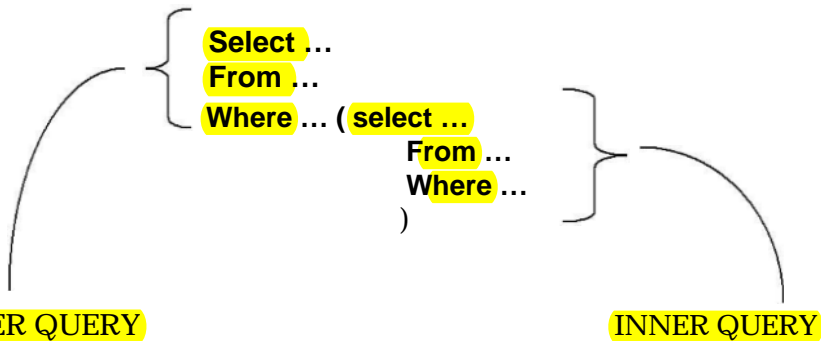 Select …
From …
Where … ( select …
From …
Where …
)
ER QUERY
INNER QUERY